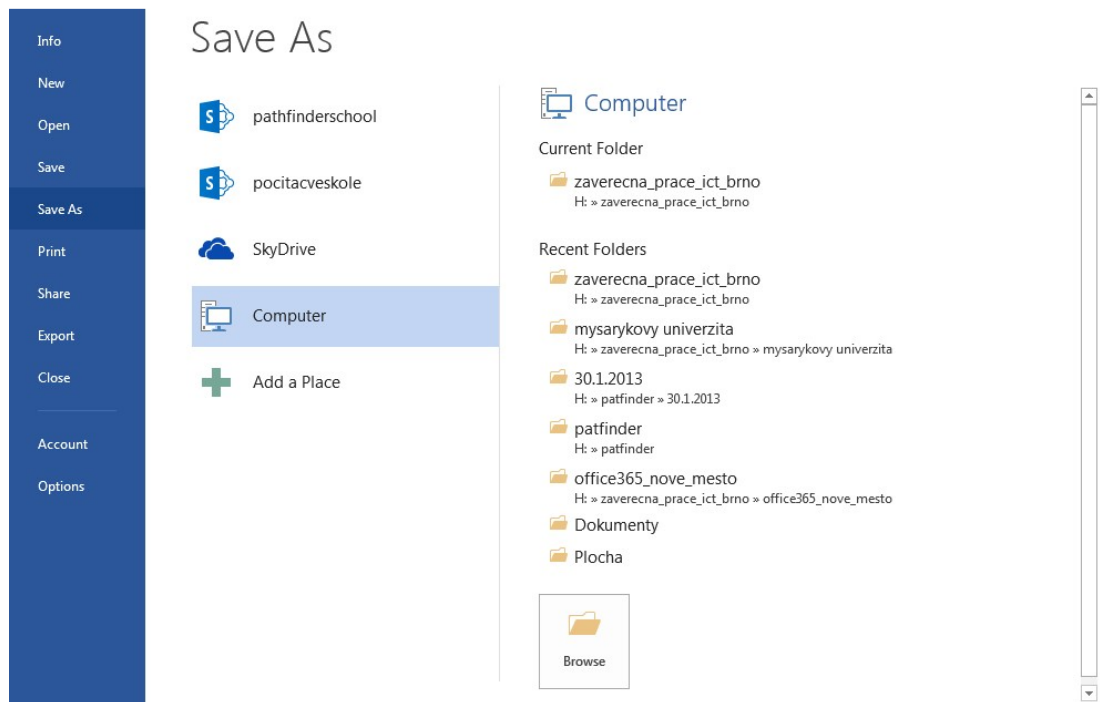 Info
New
Open
Save
Save As
Print
Share
Export
Close
Account
Options
Save As
pathfinderschool
pocitacveskole
SkyDrive
Computer
Add a Place
Computer
Current Folder
zaverecna_prace_ict_brno
H: » zaverecna_prace_ict_brno
Recent Folders
zaverecna_prace_ict_brno
H: » zaverecna_prace_ict_brno
mysarykovy univerzita
H: » zaverecna_prace_ict_brno » mysarykovy univerzita
30.1.2013
H: » patfinder » 30.1.2013
patfinder
H: » patfinder
office365_nove_mesto
H: » zaverecna_prace_ict_brno » office365_nove_mesto
Dokumenty
Plocha
Browse